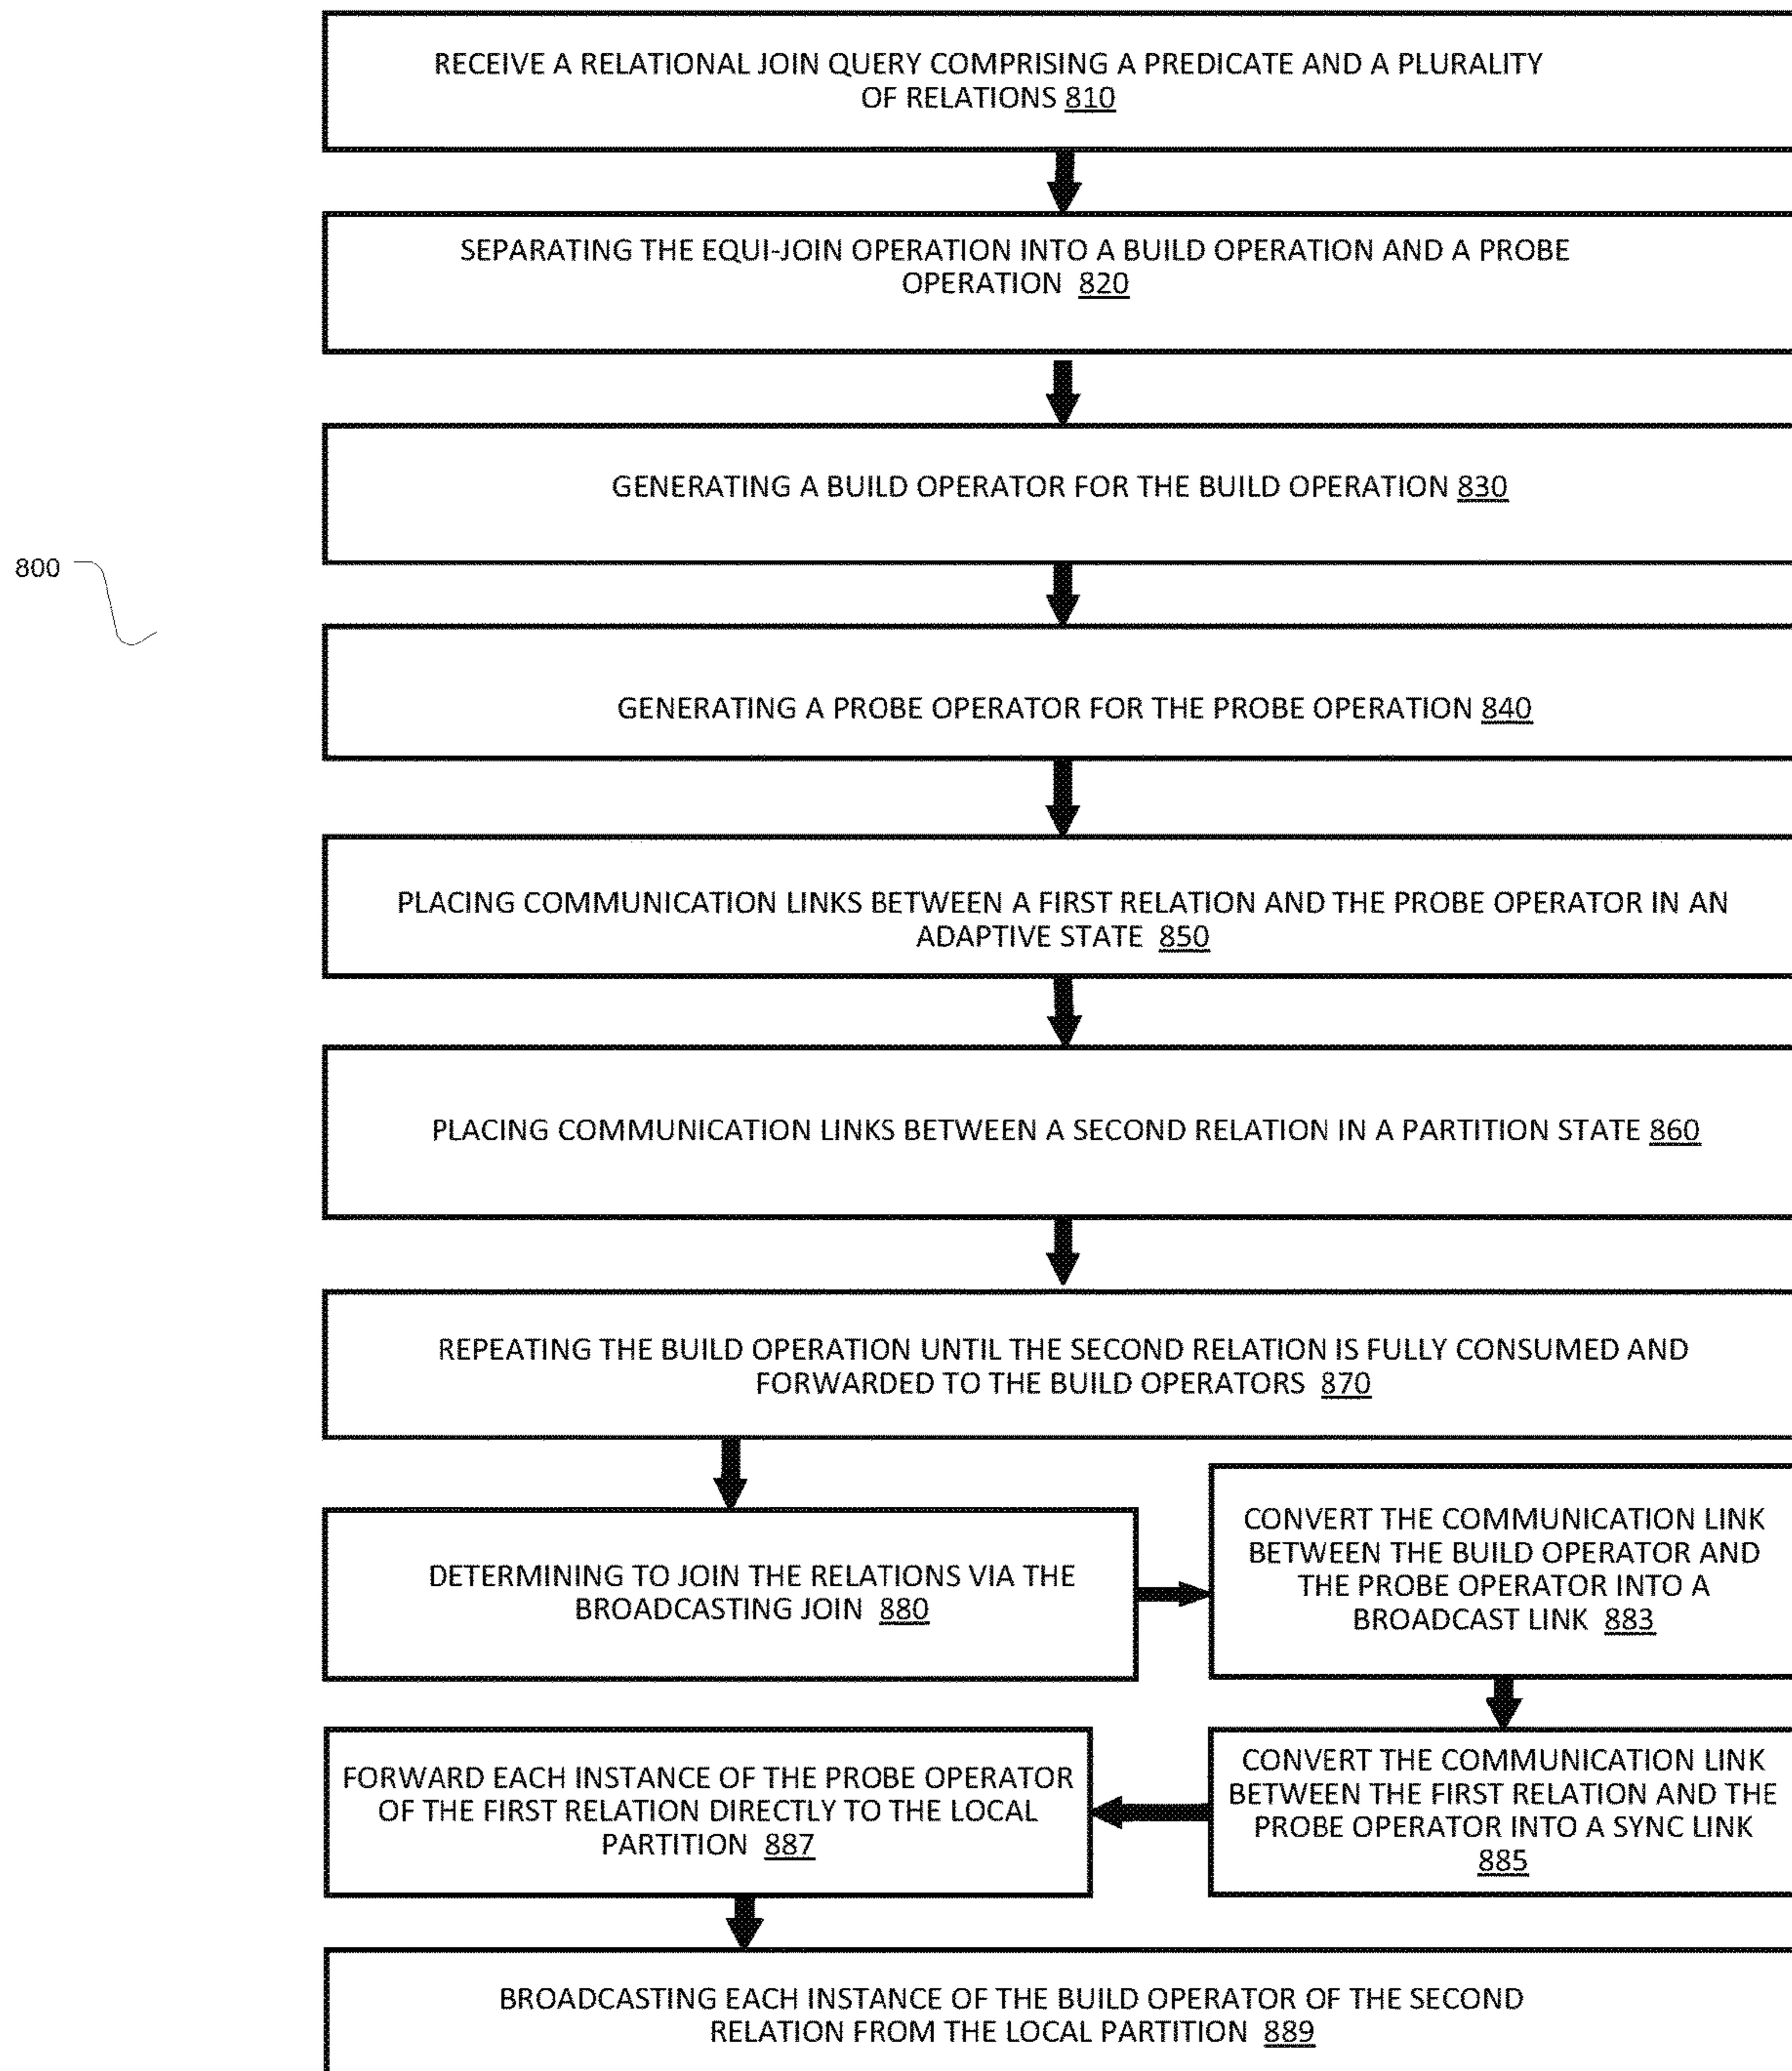 RECEIVE A RELATIONAL JOIN QUERY COMPRISING A PREDICATE AND A PLURALITY
OF RELATIONS 810
SEPARATING THE EQUI-JOIN OPERATION INTO A BUILD OPERATION AND A PROBE
OPERATION 820
GENERATING A BUILD OPERATOR FOR THE BUILD OPERATION 830
800
GENERATING A PROBE OPERATOR FOR THE PROBE OPERATION 840
PLACING COMMUNICATION LINKS BETWEEN A FIRST RELATION AND THE PROBE OPERATOR IN AN
ADAPTIVE STATE 850
PLACING COMMUNICATION LINKS BETWEEN A SECOND RELATION IN A PARTITION STATE 860
REPEATING THE BUILD OPERATION UNTIL THE SECOND RELATION IS FULLY CONSUMED AND
FORWARDED TO THE BUILD OPERATORS 870
DETERMINING TO JOIN THE RELATIONS VIA THE
BROADCASTING JOIN 880
CONVERT THE COMMUNICATION LINK
BETWEEN THE BUILD OPERATOR AND
THE PROBE OPERATOR INTO A
BROADCAST LINK 883
CONVERT THE COMMUNICATION LINK
BETWEEN THE FIRST RELATION AND THE
PROBE OPERATOR INTO A SYNC LINK
885
FORWARD EACH INSTANCE OF THE PROBE OPERATOR
OF THE FIRST RELATION DIRECTLY TO THE LOCAL
PARTITION 887
BROADCASTING EACH INSTANCE OF THE BUILD OPERATOR OF THE SECOND
RELATION FROM THE LOCAL PARTITION 889